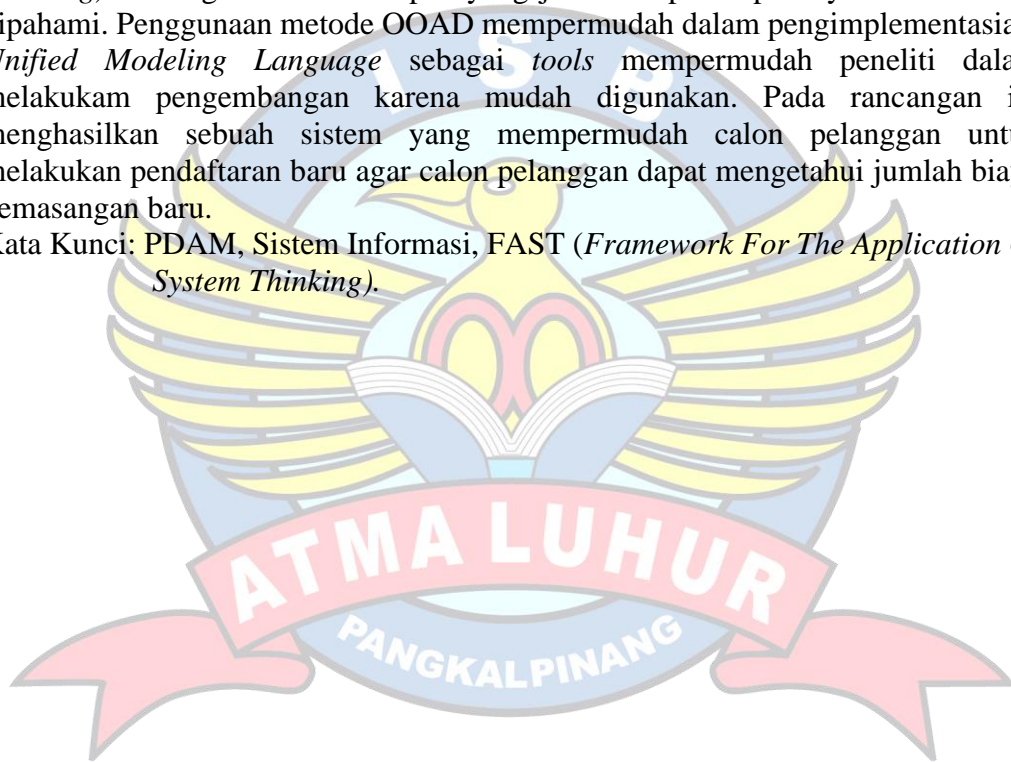 dipahami. Penggunaan metode OOAD mempermudah dalam pengimplementasia
Unified Modeling Language sebagai tools mempermudah peneliti dala
melakukam pengembangan karena mudah digunakan. Pada rancangan i
menghasilkan sebuah sistem yang mempermudah calon pelanggan untu
melakukan pendaftaran baru agar calon pelanggan dapat mengetahui jumlah biay
pemasangan baru.
Kata Kunci: PDAM, Sistem Informasi, FAST (Framework For The Application
System Thinking).
I S B
ATMA LUHUR
PANGKALPINANG